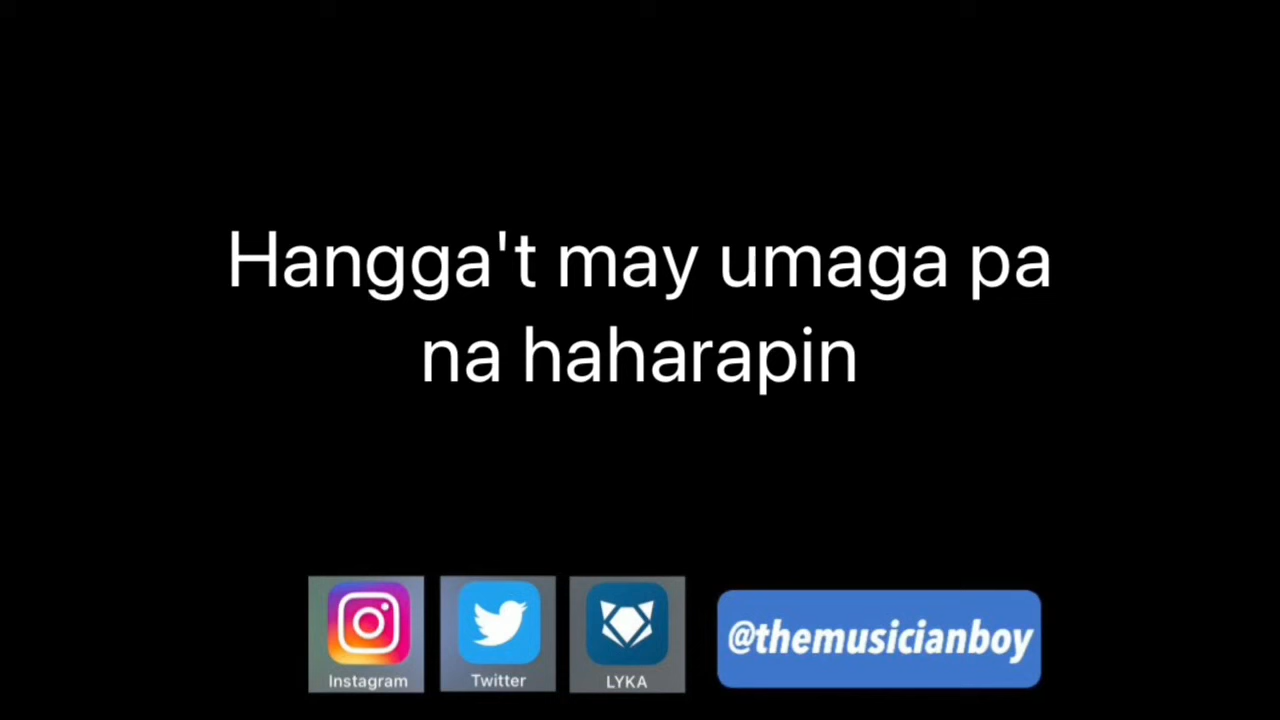 Hangga't may umaga pa
na haharapin
Instagram
Twitter
LYKA
@themusicianboy